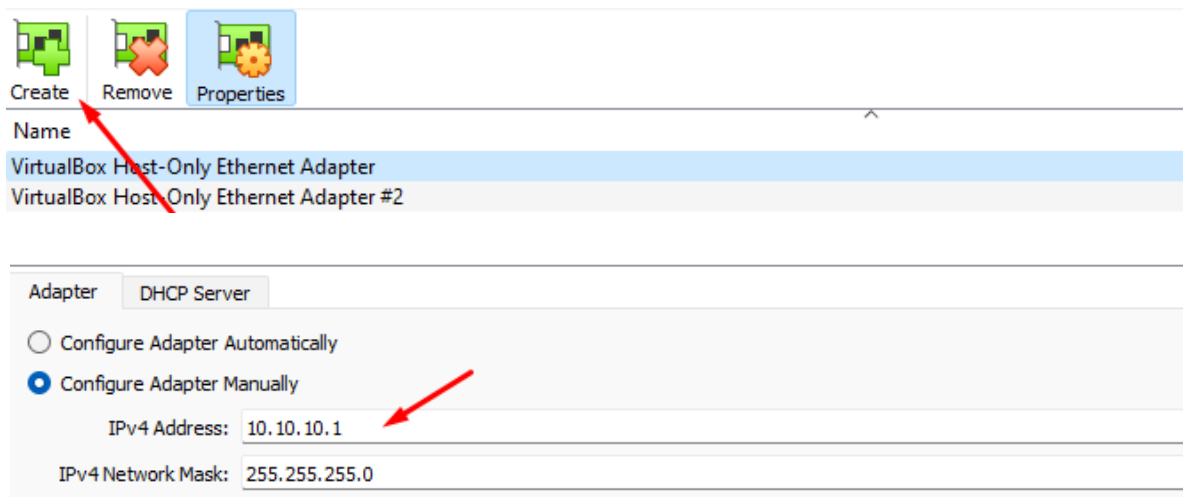 Create Remove Properties
Name
VirtualBox Host-Only Ethernet Adapter
VirtualBox Host-Only Ethernet Adapter #2
Adapter DHCP Server
Configure Adapter Automatically
Configure Adapter Manually
IPv4 Address: 10.10.10.1
IPv4 Network Mask: 255.255.255.0